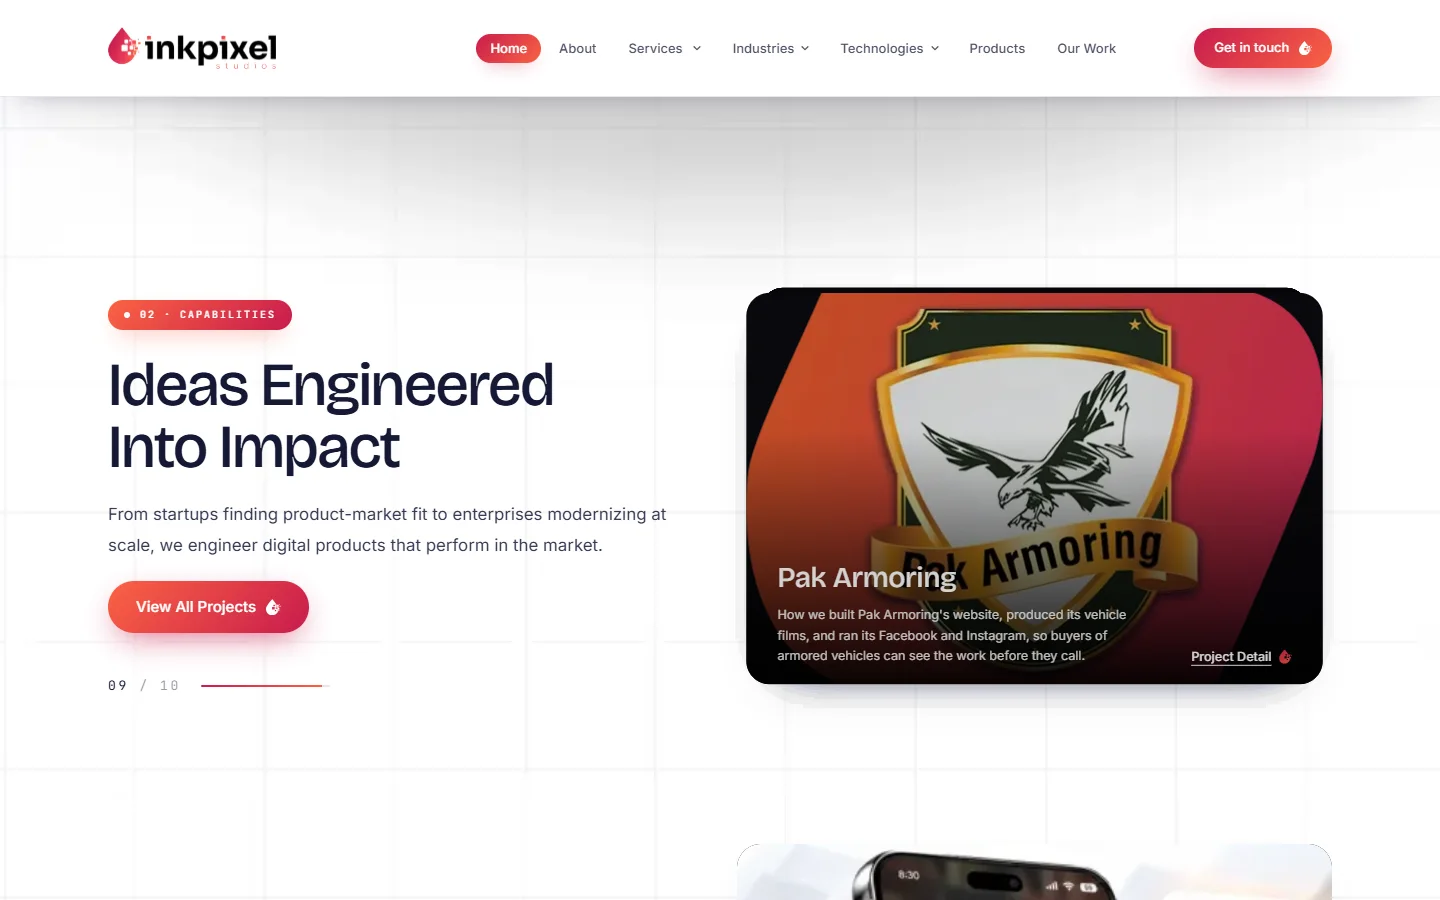 inkpixel
studios
Home
About
Services
Industries
Technologies
Products
Our Work
Get in touch
02 · CAPABILITIES
Ideas Engineered
Into Impact
From startups finding product-market fit to enterprises modernizing at
scale, we engineer digital products that perform in the market.
View All Projects
09 / 10
Pak Armoring
Pak Armoring
How we built Pak Armoring's website, produced its vehicle
films, and ran its Facebook and Instagram, so buyers of
armored vehicles can see the work before they call.
Project Detail
8:30